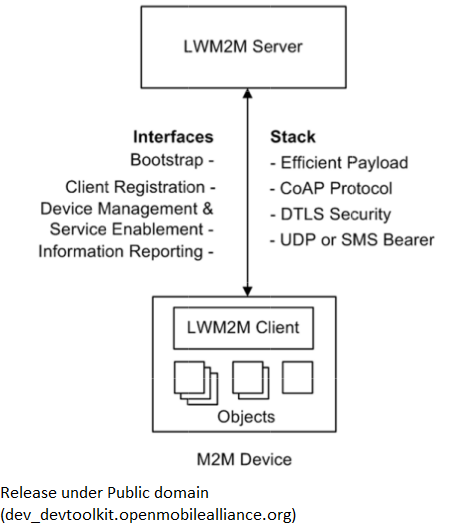 LWM2M Server
Interfaces
Bootstrap -
Client Registration -
Device Management &
Service Enablement -
Information Reporting -
Stack
- Efficient Payload
- CoAP Protocol
- DTLS Security
- UDP or SMS Bearer
LWM2M Client
Objects
M2M Device
Release under Public domain
(dev_devtoolkit.openmobilealliance.org)